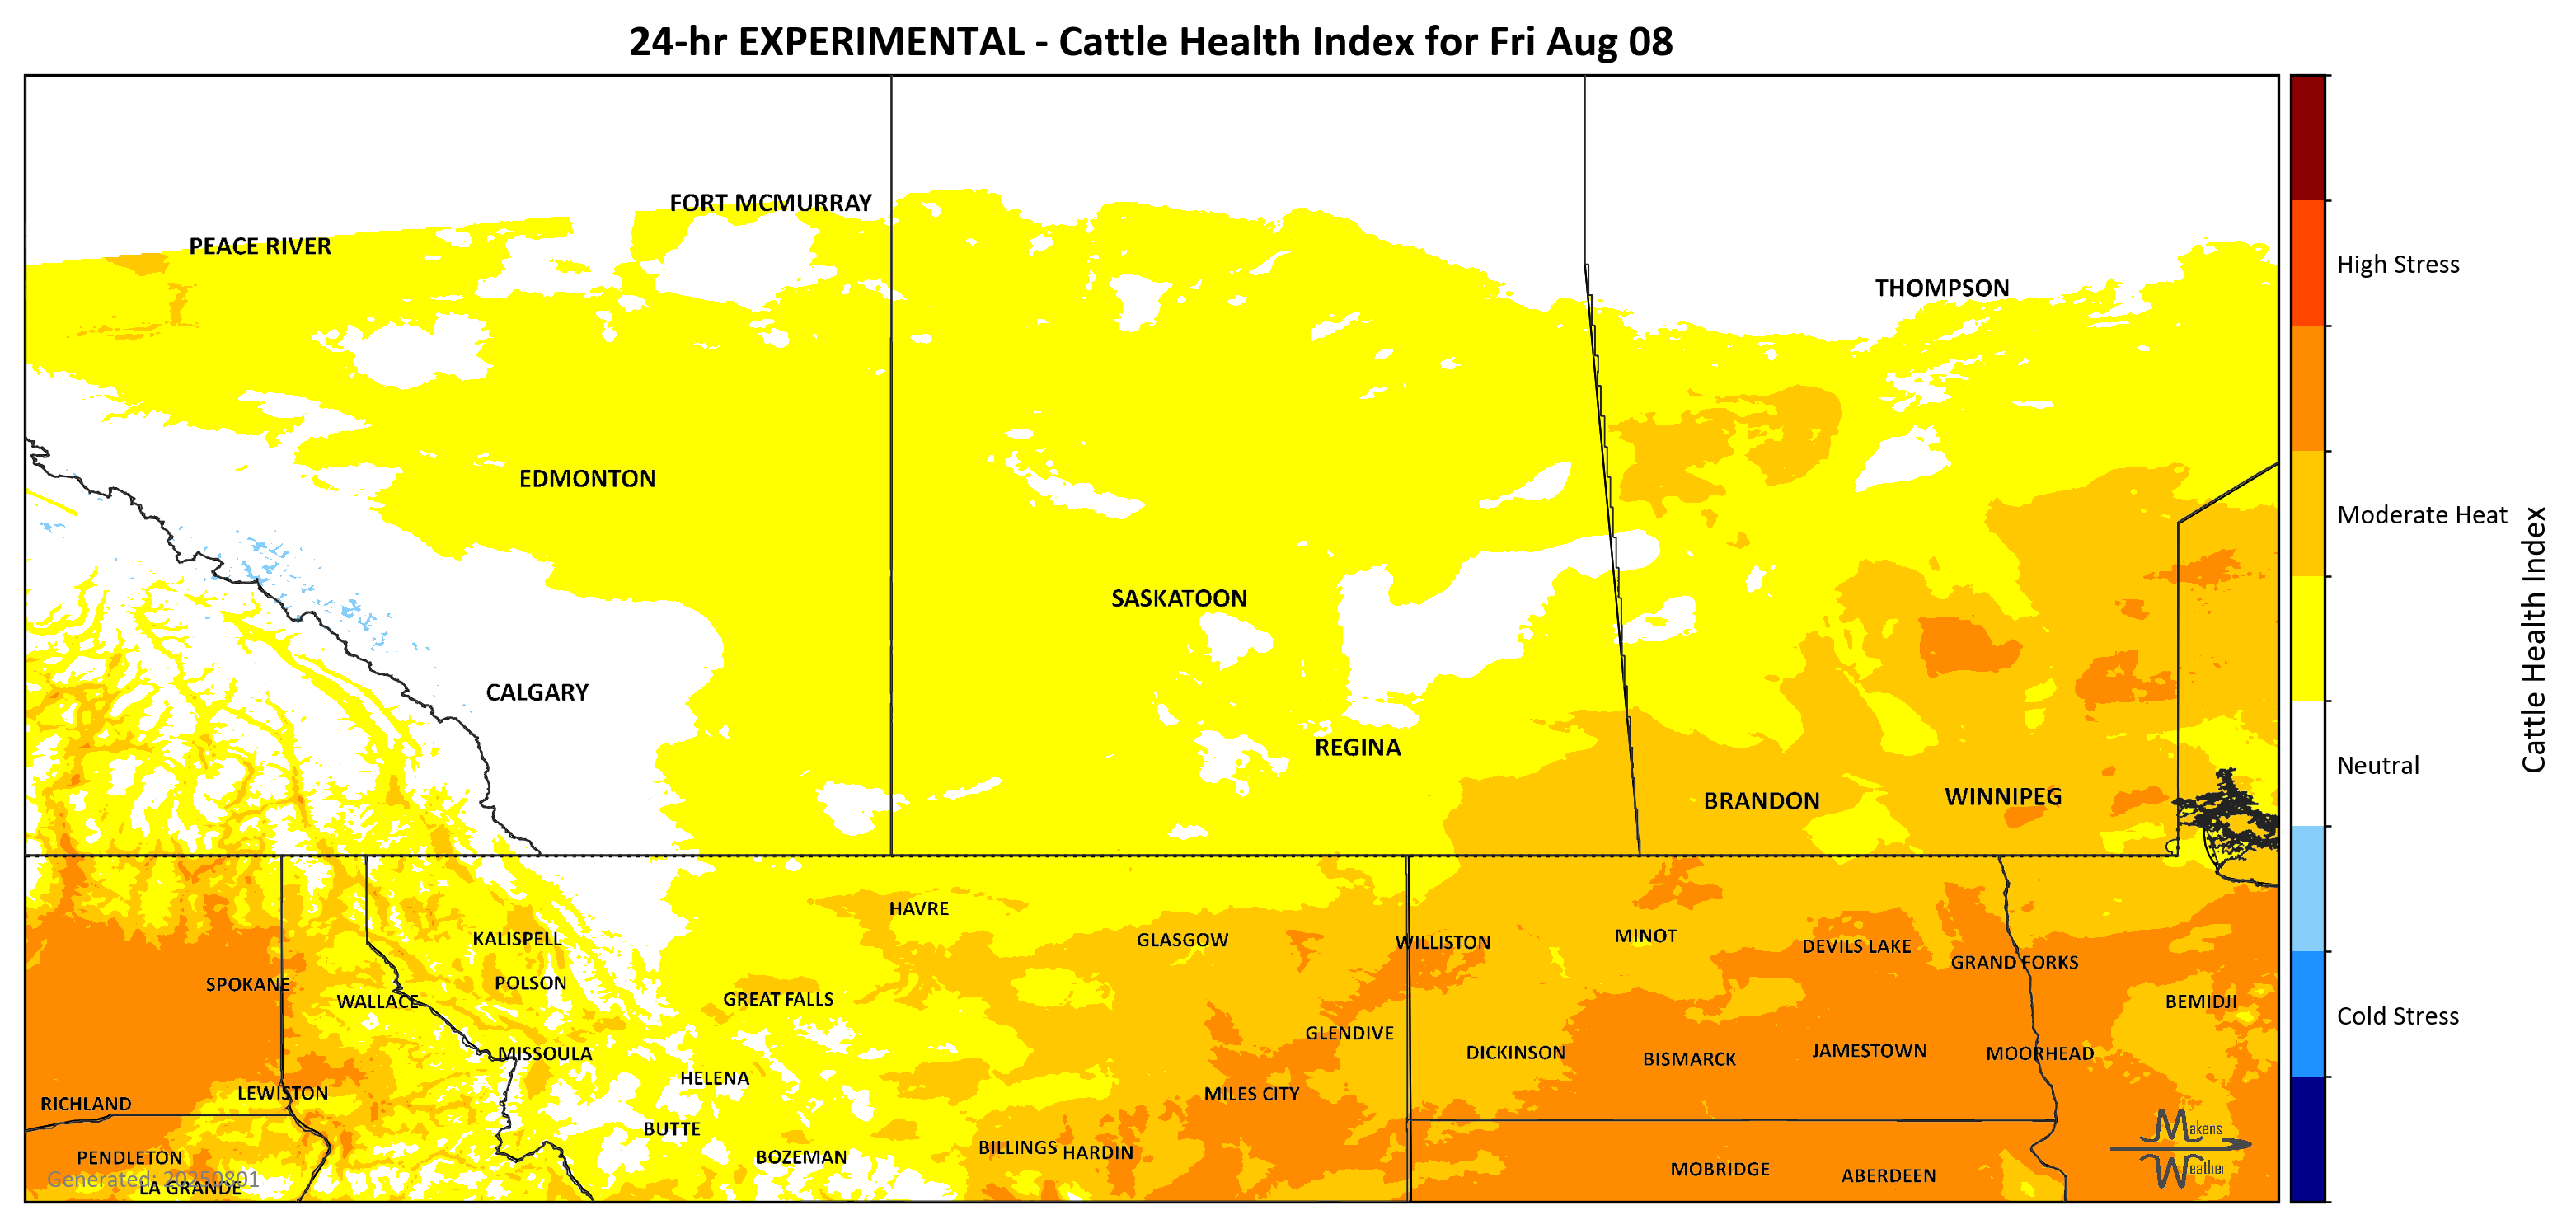 24-hr EXPERIMENTAL - Cattle Health Index for Fri Aug 08
FORT MCMURRAY
PEACE RIVER
THOMPSON
High Stress
EDMONTON
Moderate Heat
SASKATOON
Cattle Health Index
CALGARY
REGINA
Neutral
BRANDON
WINNIPEG
HAVRE
KALISPELL
GLASGOW
WILLISTON
MINOT
DEVILS LAKE
GRAND FORKS
SPOKANE
POLSON
WALLACE
GREAT FALLS
BEMIDJI
Cold Stress
GLENDIVE
MISSOULA
DICKINSON
BISMARCK
JAMESTOWN
MOORHEAD
HELENA
LEWISTON
MILES CITY
RICHLAND
BUTTE
Makens
BILLINGS
HARDIN
PENDLETON
BOZEMAN
MOBRIDGE
ABERDEEN
Weather
Generated: 20250801
LA GRANDE